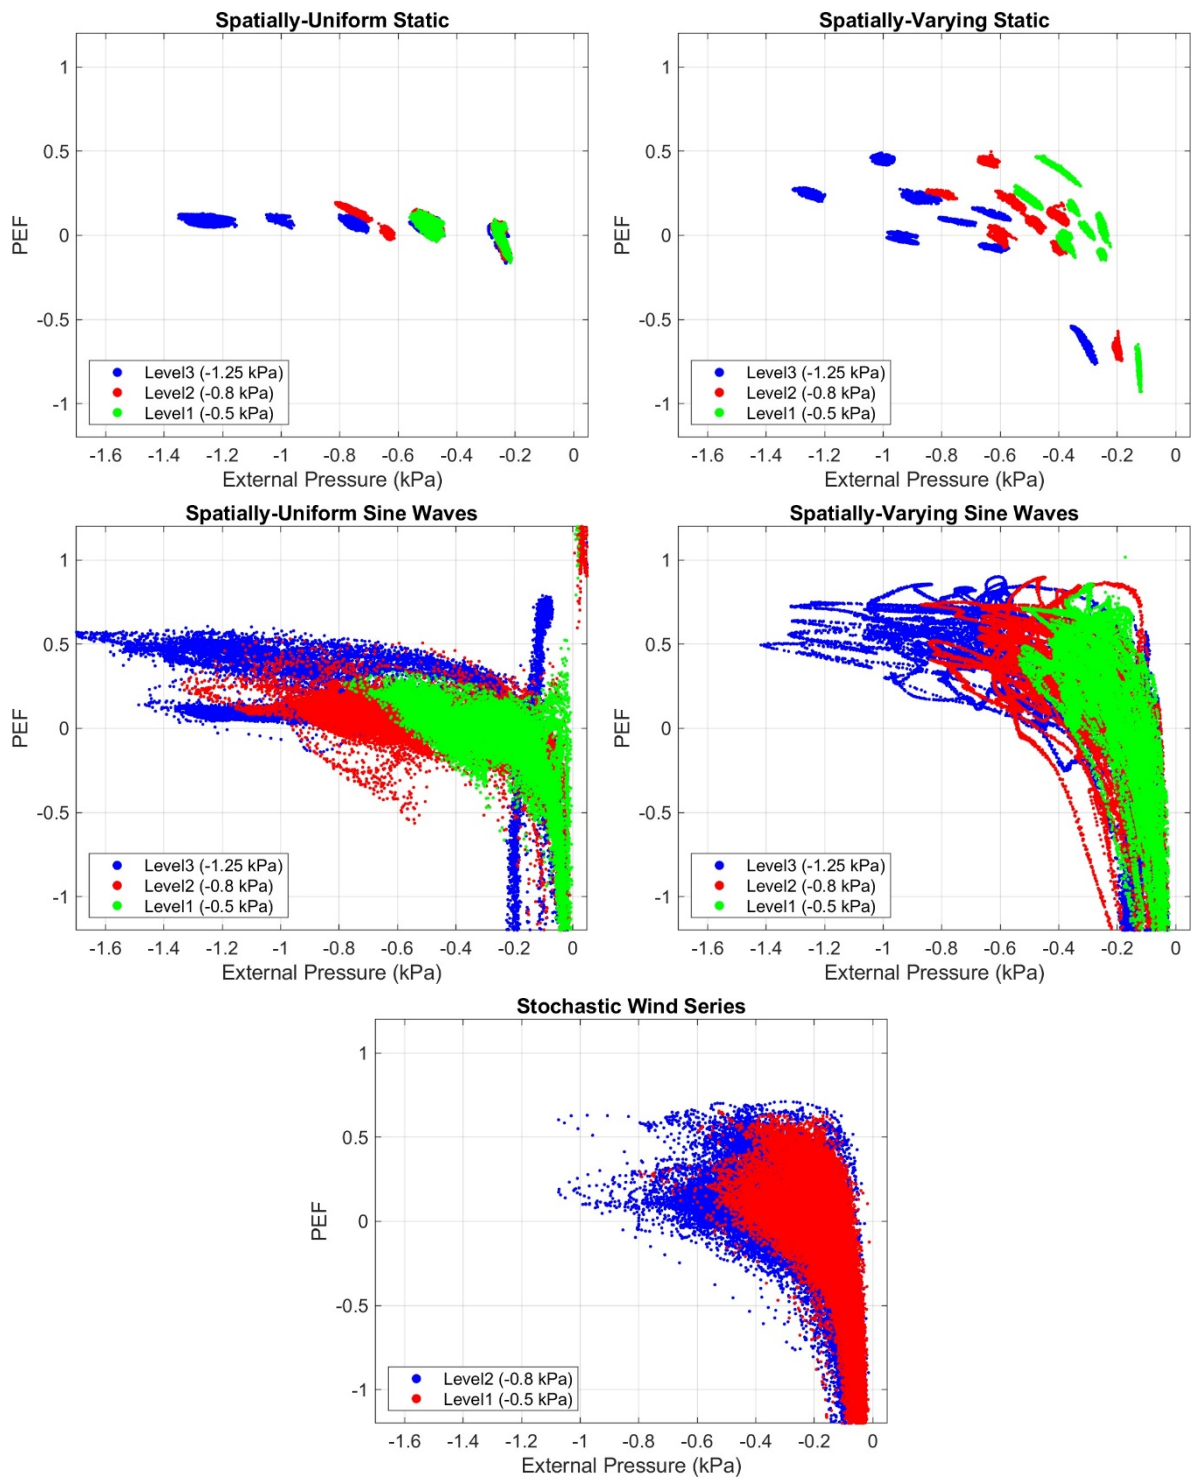 Spatially-Uniform Static
1
0.5
0
-0.5
-1
PEF
Level3 (-1.25 kPa)
Level2 (-0.8 kPa)
Level1 (-0.5 kPa)
-1.6 -1.4 -1.2 -1 -0.8 -0.6 -0.4 -0.2 0
External Pressure (kPa)
Spatially-Varying Static
1
0.5
0
-0.5
-1
PEF
Level3 (-1.25 kPa)
Level2 (-0.8 kPa)
Level1 (-0.5 kPa)
-1.6 -1.4 -1.2 -1 -0.8 -0.6 -0.4 -0.2 0
External Pressure (kPa)
Spatially-Uniform Sine Waves
1
0.5
0
-0.5
-1
PEF
Level3 (-1.25 kPa)
Level2 (-0.8 kPa)
Level1 (-0.5 kPa)
-1.6 -1.4 -1.2 -1 -0.8 -0.6 -0.4 -0.2 0
External Pressure (kPa)
Spatially-Varying Sine Waves
1
0.5
0
-0.5
-1
PEF
Level3 (-1.25 kPa)
Level2 (-0.8 kPa)
Level1 (-0.5 kPa)
-1.6 -1.4 -1.2 -1 -0.8 -0.6 -0.4 -0.2 0
External Pressure (kPa)
Stochastic Wind Series
1
0.5
0
-0.5
-1
PEF
Level2 (-0.8 kPa)
Level1 (-0.5 kPa)
-1.6 -1.4 -1.2 -1 -0.8 -0.6 -0.4 -0.2 0
External Pressure (kPa)